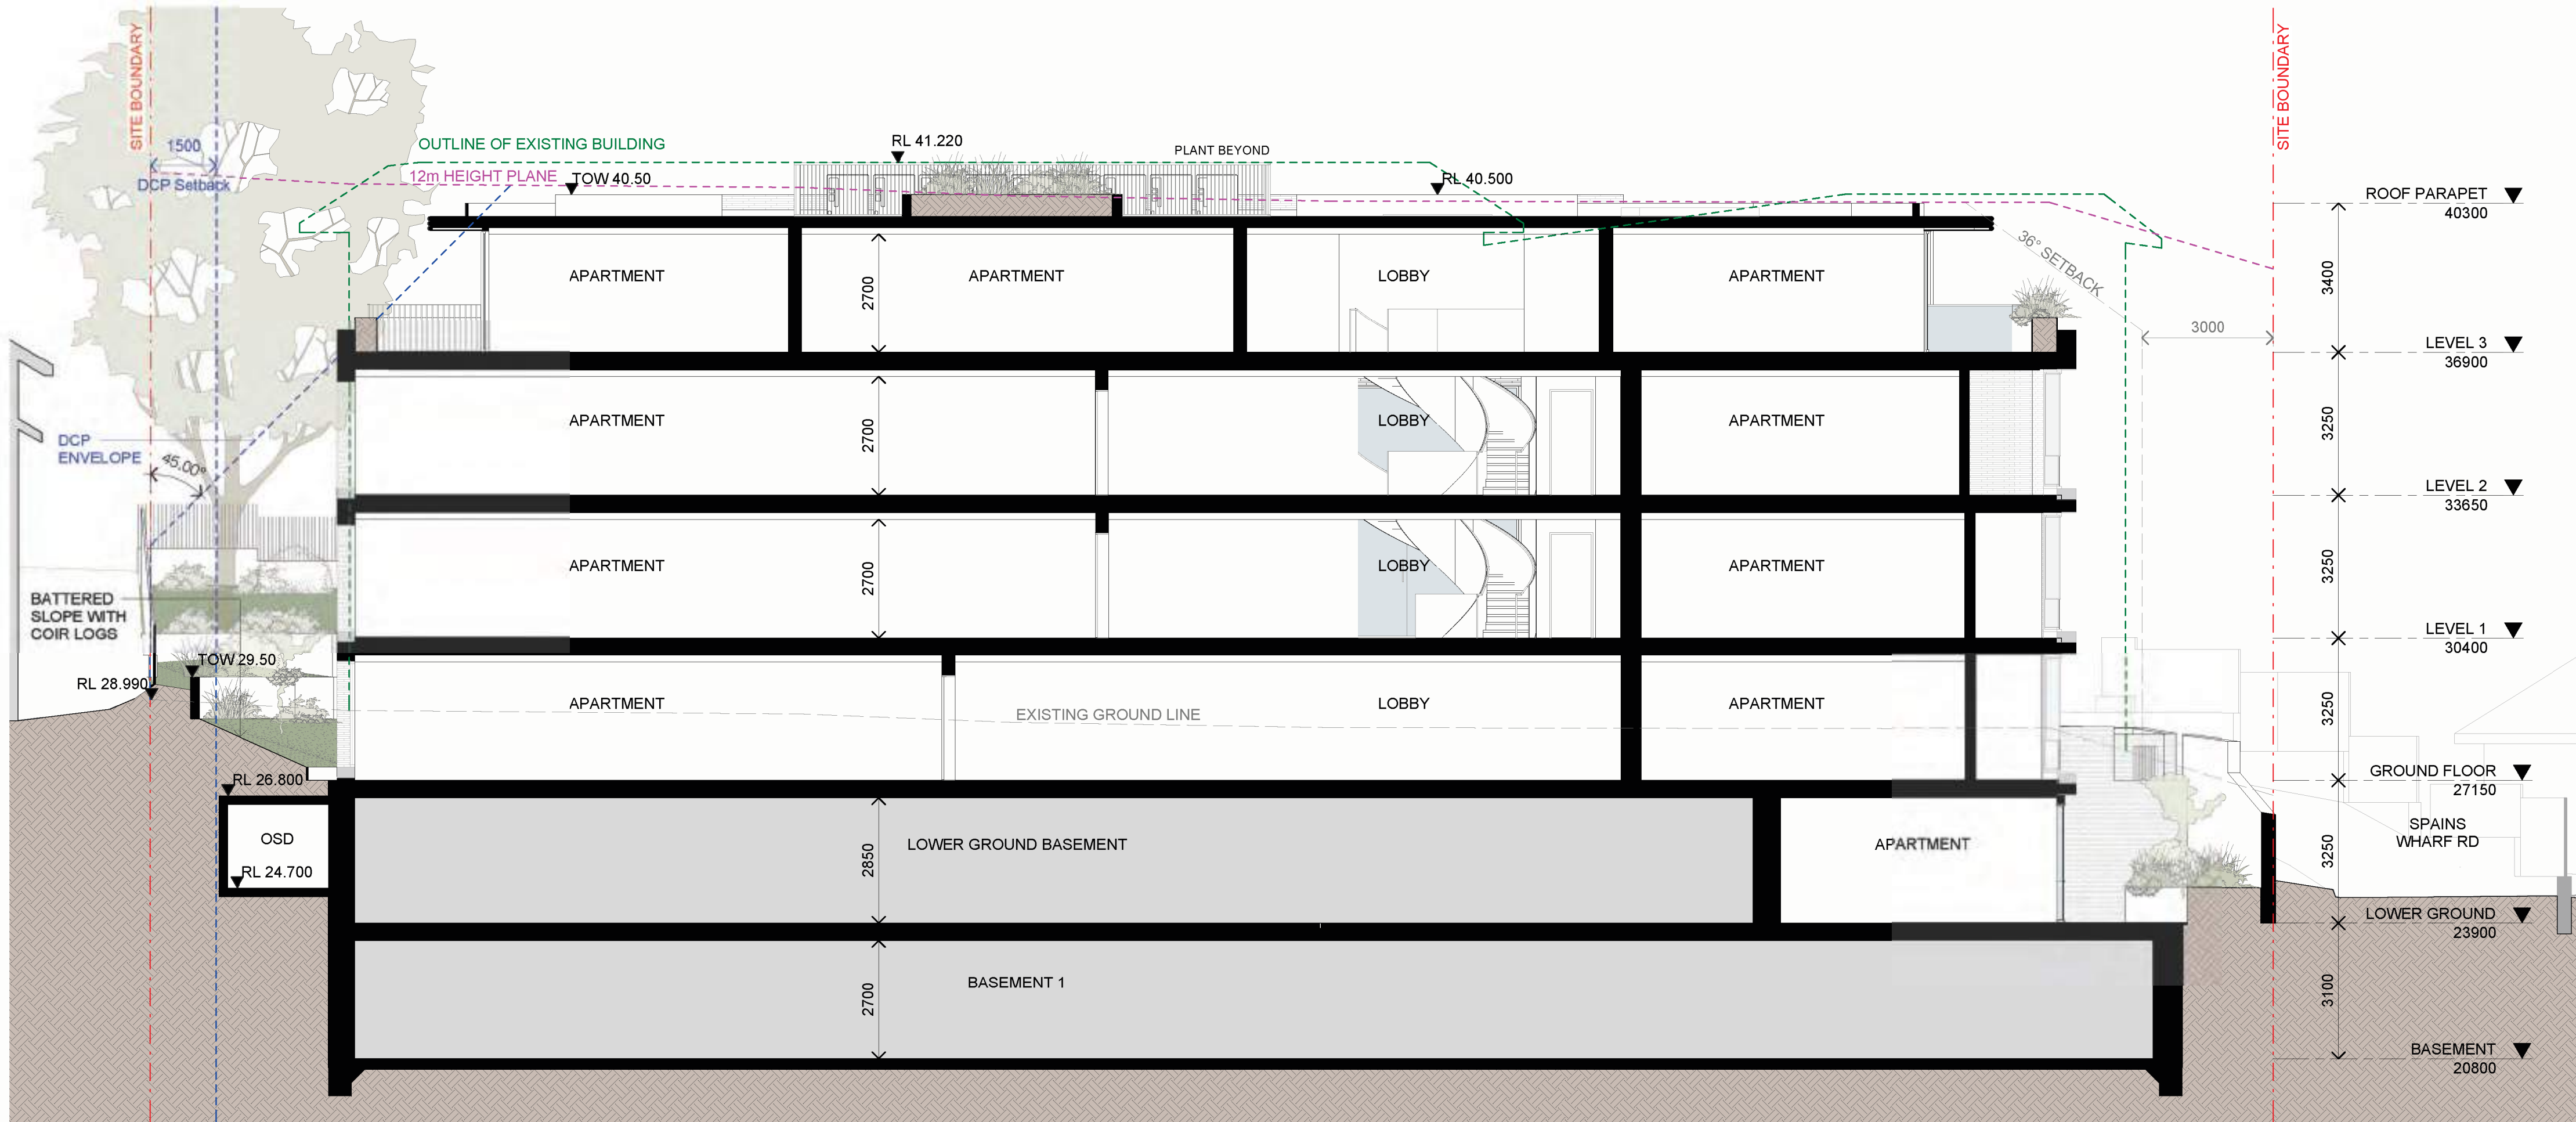 SITE BOUNDARY
SITE BOUNDARY
1500
DCP Setback
OUTLINE OF EXISTING BUILDING
12m HEIGHT PLANE
TOW 40.50
RL 41.220
PLANT BEYOND
RL 40.500
ROOF PARAPET
40300
36° SETBACK
3400
APARTMENT
2700
APARTMENT
LOBBY
APARTMENT
3000
LEVEL 3
36900
DCP
ENVELOPE
45.00°
APARTMENT
2700
LOBBY
APARTMENT
3250
LEVEL 2
33650
BATTERED
SLOPE WITH
COIR LOGS
APARTMENT
2700
LOBBY
APARTMENT
3250
LEVEL 1
30400
TOW 29.50
RL 28.990
APARTMENT
EXISTING GROUND LINE
LOBBY
APARTMENT
3250
GROUND FLOOR
27150
RL 26.800
OSD
RL 24.700
2850
LOWER GROUND BASEMENT
APARTMENT
3250
SPAINS
WHARF RD
LOWER GROUND
23900
2700
BASEMENT 1
3100
BASEMENT
20800